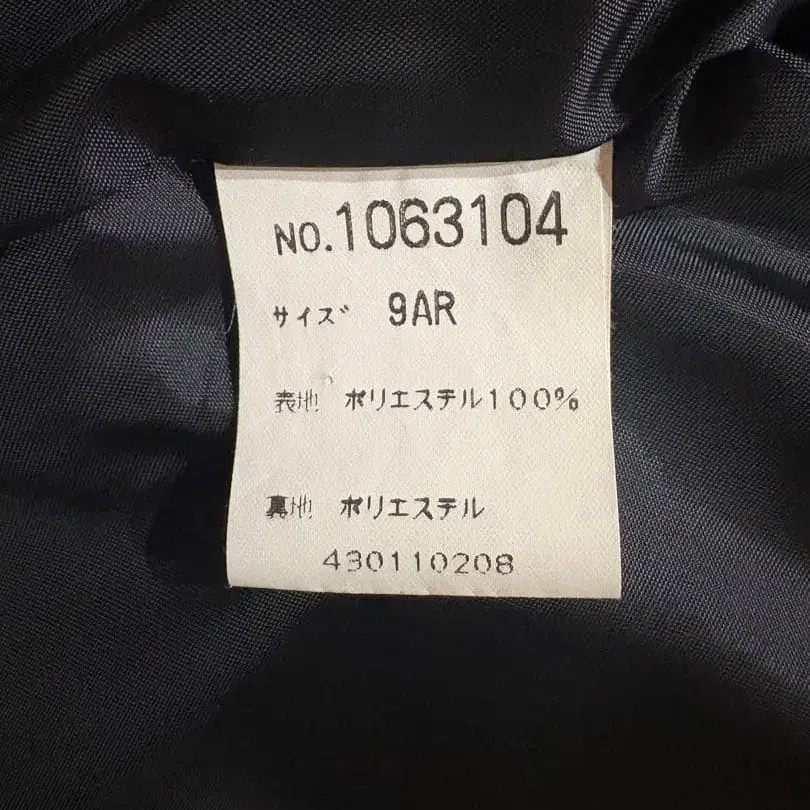 NO.1063104
サイズ 9AR
表地 ポリエステル100%
裏地 ポリエステル
430110208